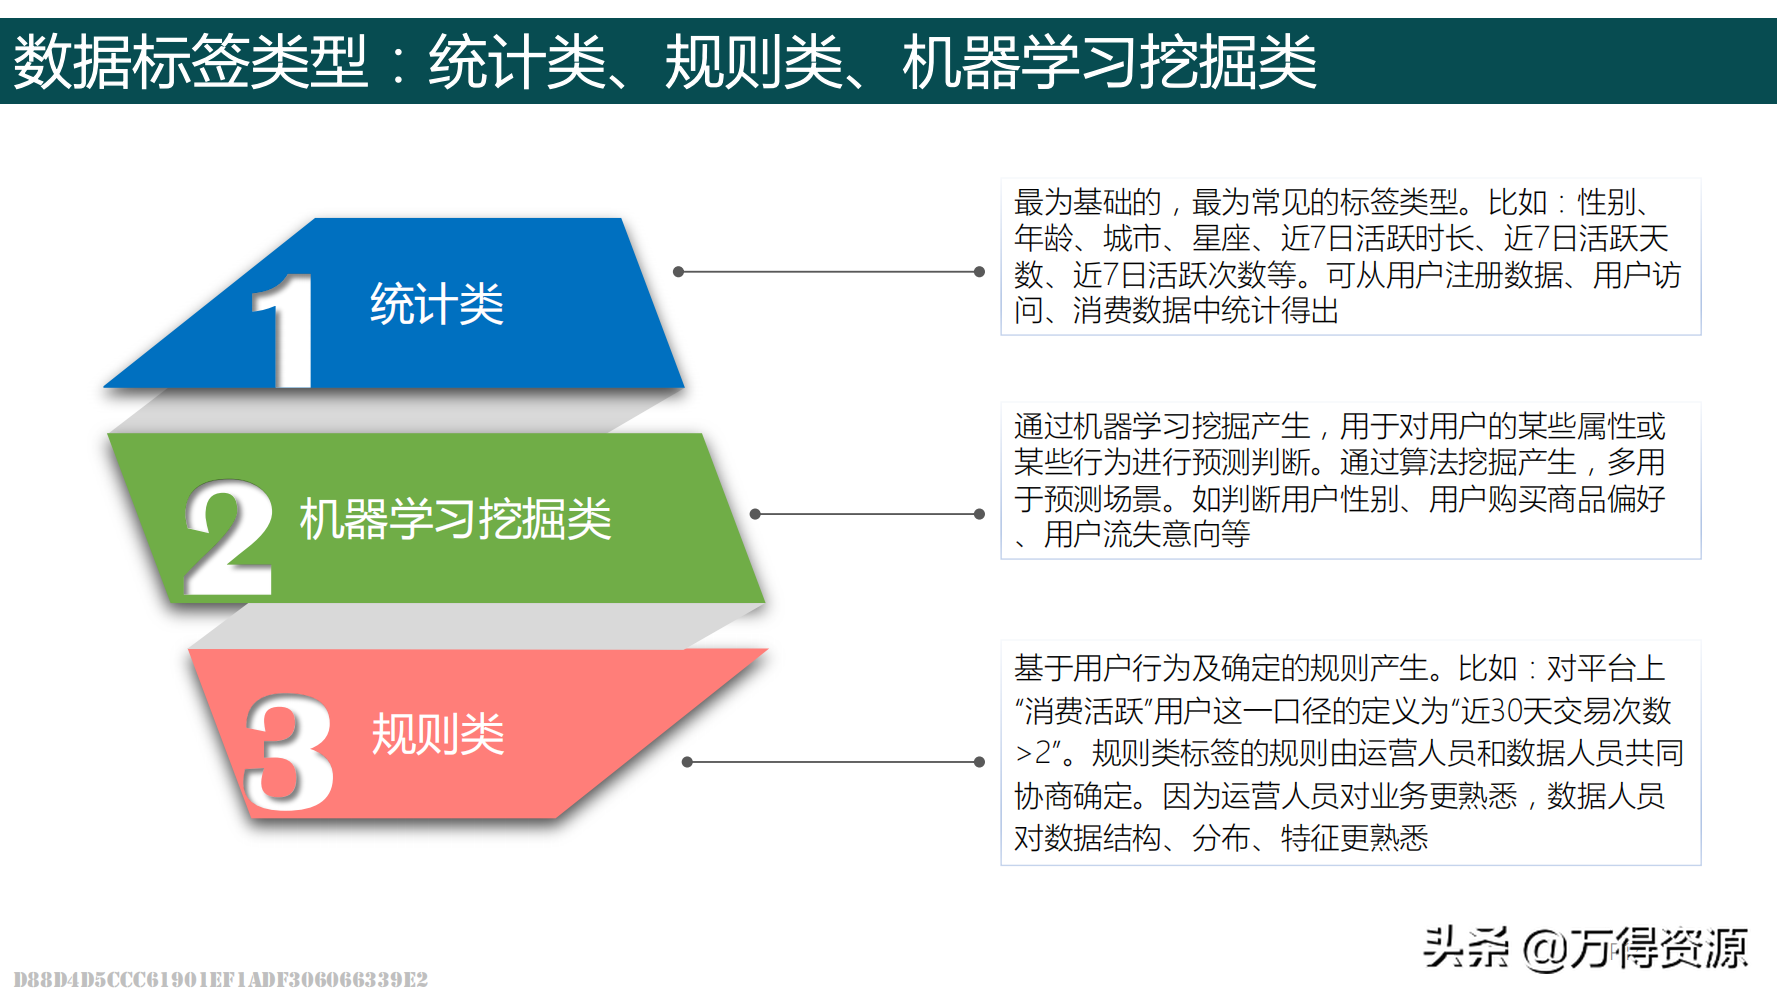 数据标签类型：统计类、规则类、机器学习挖掘类
1
统计类
最为基础的，最为常见的标签类型。比如：性别、
年龄、城市、星座、近7日活跃时长、近7日活跃天
数、近7日活跃次数等。可从用户注册数据、用户访
问、消费数据中统计得出
2
机器学习挖掘类
通过机器学习挖掘产生，用于对用户的某些属性或
某些行为进行预测判断。通过算法挖掘产生，多用
于预测场景。如判断用户性别、用户购买商品偏好
、用户流失意向等
3
规则类
基于用户行为及确定的规则产生。比如：对平台上
“消费活跃”用户这一口径的定义为“近30天交易次数
>2”。规则类标签的规则由运营人员和数据人员共同
协商确定。因为运营人员对业务更熟悉，数据人员
对数据结构、分布、特征更熟悉
头条 @万得资源
D88D4D5CCC61901EF1ADF306066339E2